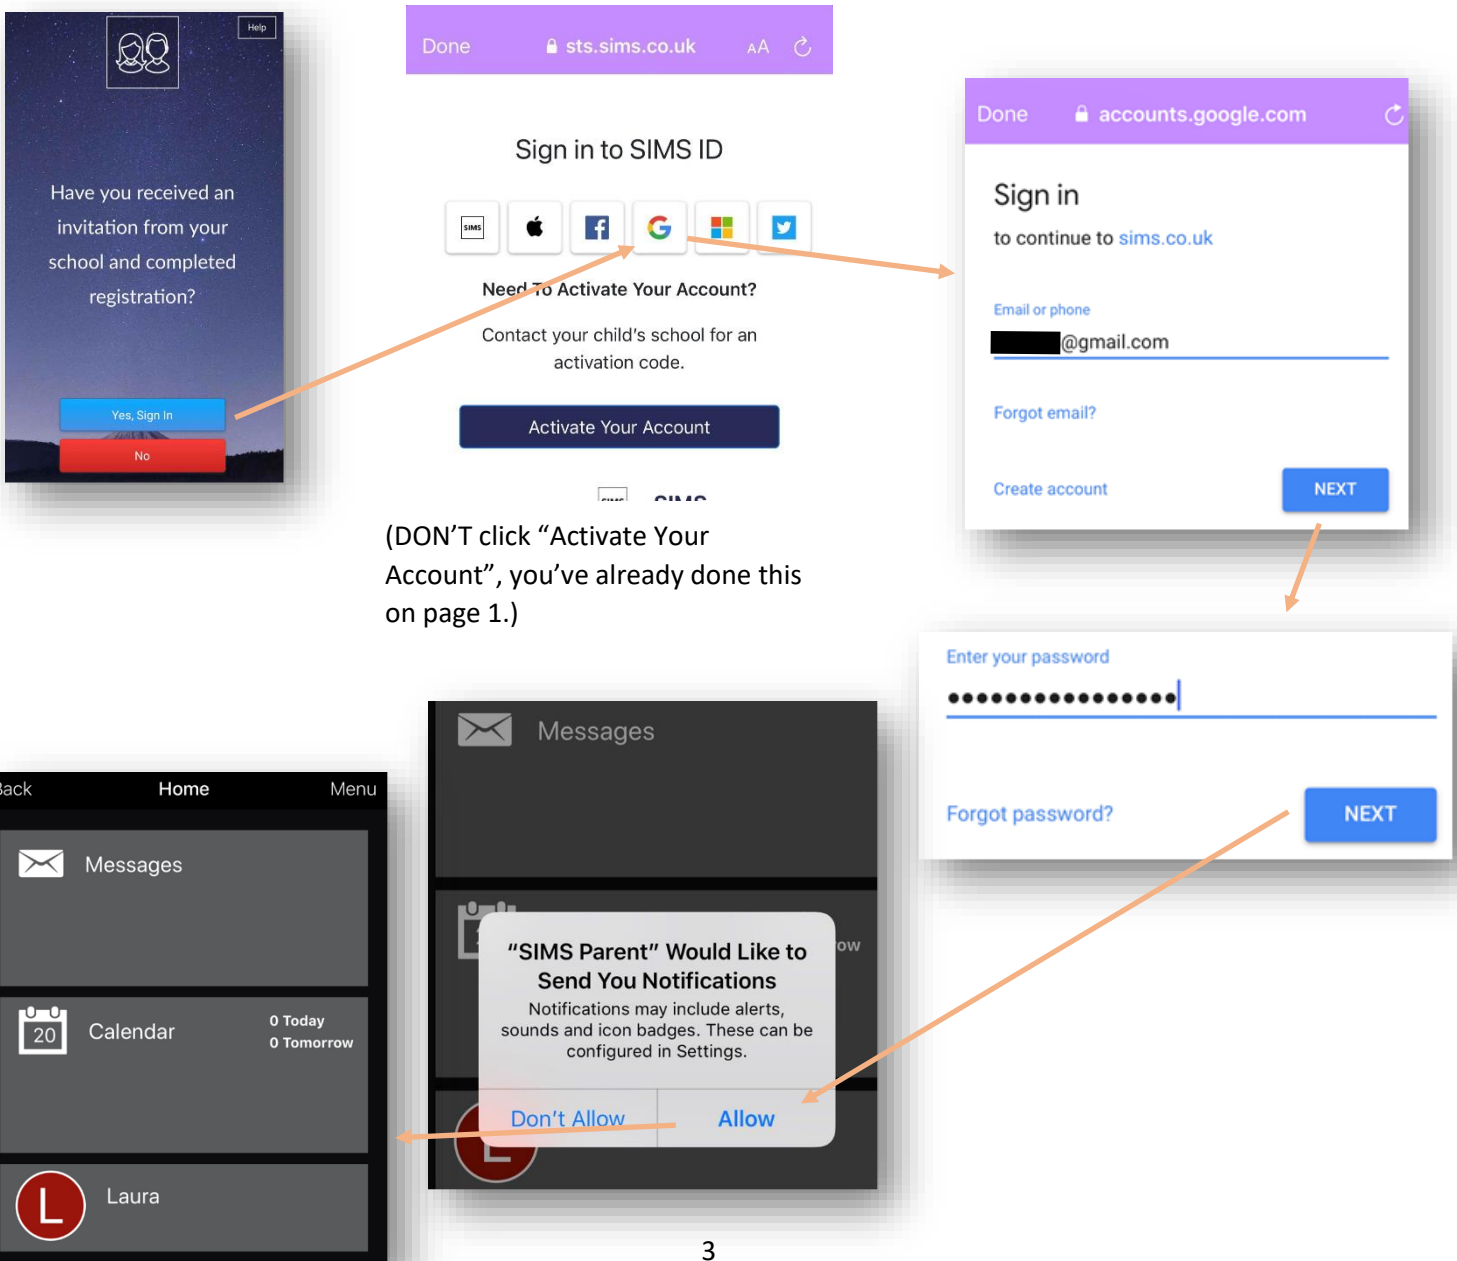 Help
Have you received an
invitation from your
school and completed
registration?
Yes, Sign In
No
Done sts.sims.co.uk AA
Sign in to SIMS ID
SIMS
Need To Activate Your Account?
Contact your child's school for an
activation code.
Activate Your Account
SIMS SIMS
(DON'T click “Activate Your
Account”, you've already done this
on page 1.)
Done accounts.google.com
Sign in
to continue to sims.co.uk
Email or phone
@gmail.com
Forgot email?
Create account NEXT
Enter your password
Forgot password? NEXT
Messages
ow
"SIMS Parent" Would Like to
Send You Notifications
Notifications may include alerts,
sounds and icon badges. These can be
configured in Settings.
Don't Allow Allow
L
Back Home Menu
Messages
20 Calendar 0 Today
0 Tomorrow
L Laura
3